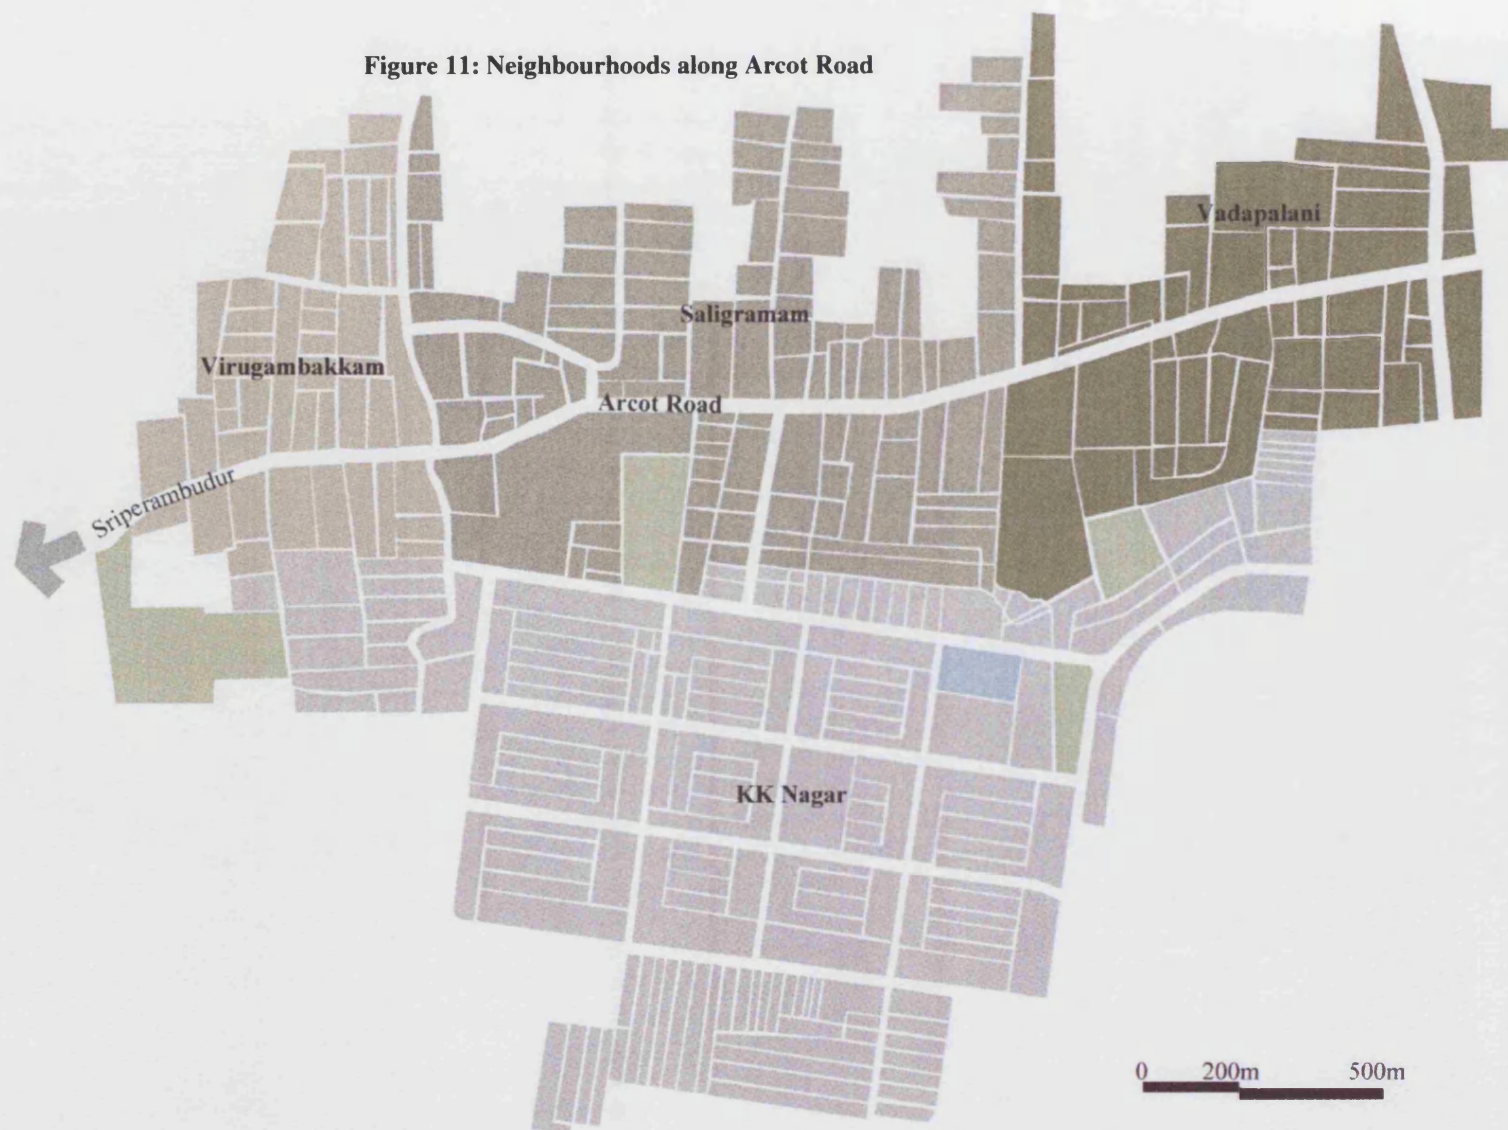 Figure 11: Neighbourhoods along Arcot Road
Vadapalani
Saligramam
Virugambakkam
Arcot Road
Sriperambudur
KK Nagar
0 200m 500m